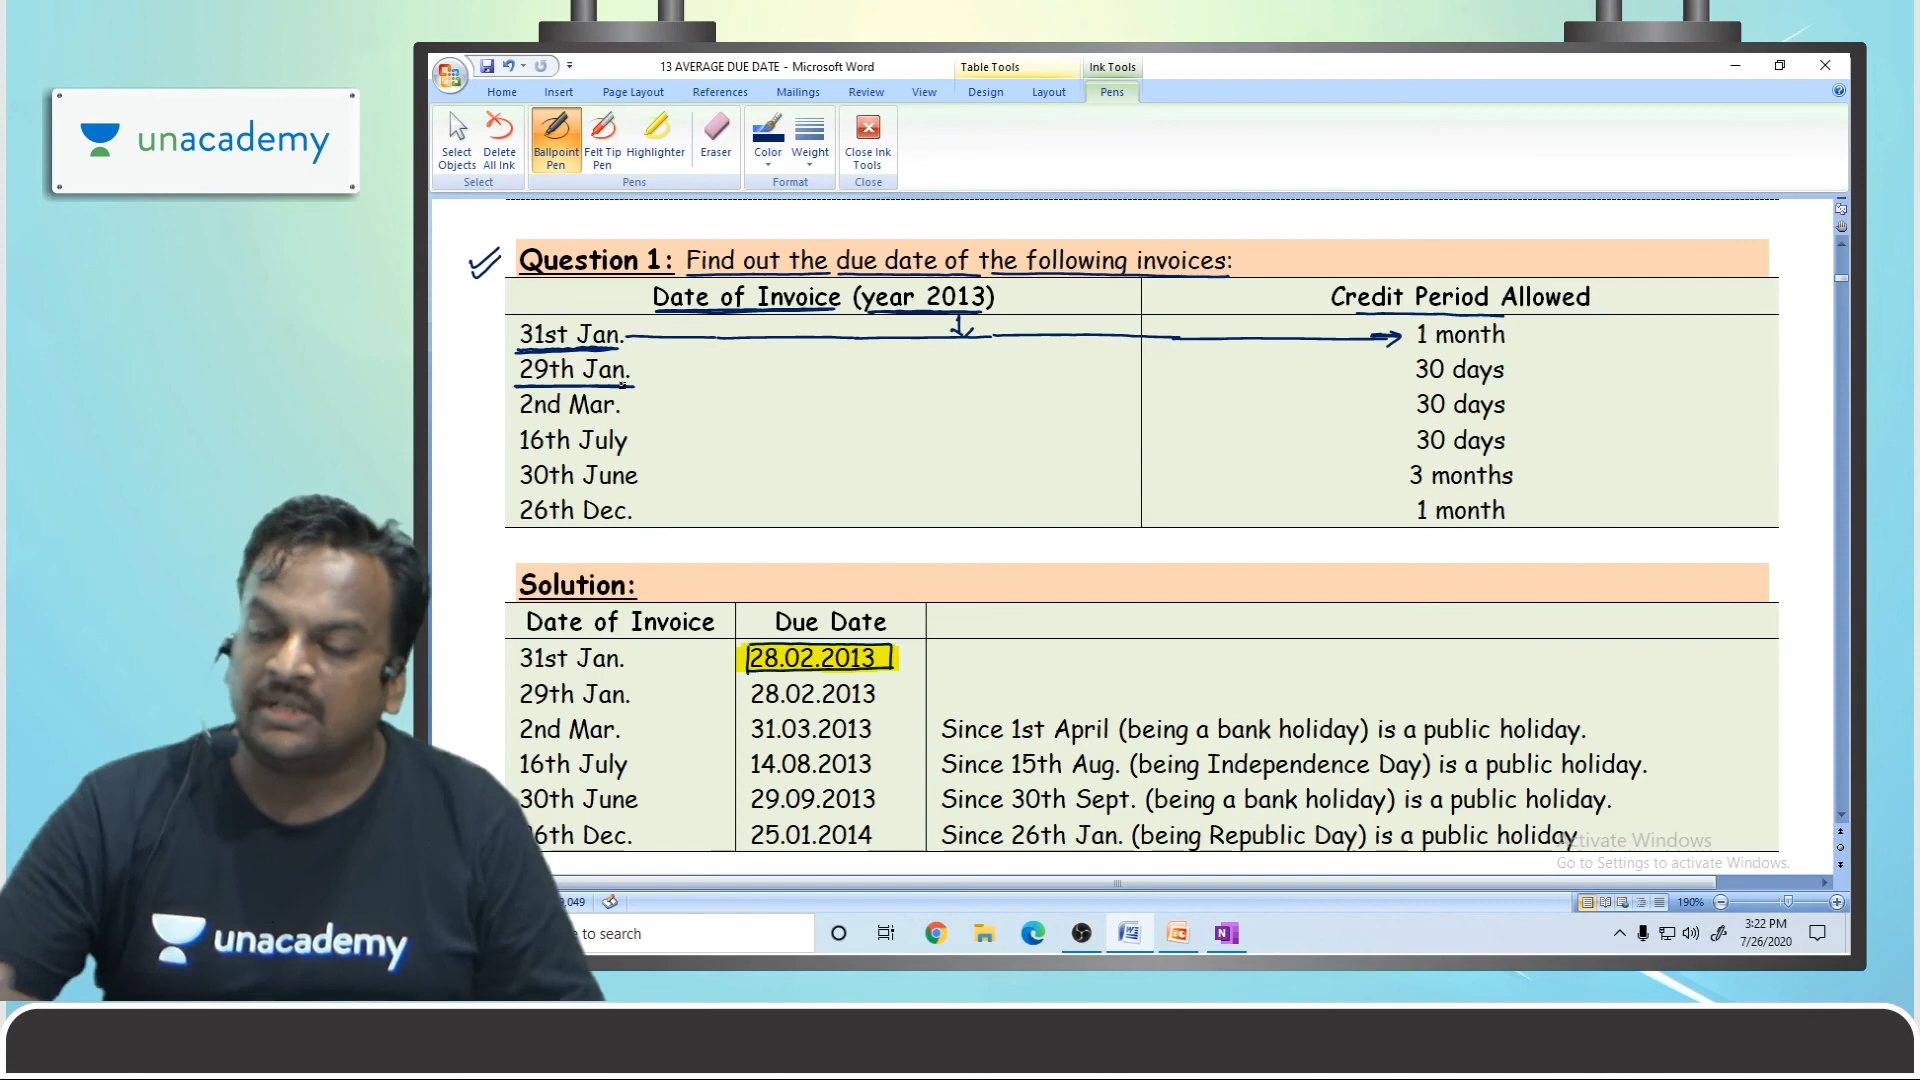 unacademy
13 AVERAGE DUE DATE - Microsoft Word
Table Tools
Ink Tools
Home
Insert
Page Layout
References
Mailings
Review
View
Design
Layout
Pens
Select Objects
Delete All Ink
Ballpoint Pen
Felt Tip Pen
Highlighter
Eraser
Color
Weight
Close Ink Tools
Select
Pens
Format
Close
Question 1: Find out the due date of the following invoices:
Date of Invoice (year 2013) Credit Period Allowed
31st Jan. 1 month
29th Jan. 30 days
2nd Mar. 30 days
16th July 30 days
30th June 3 months
26th Dec. 1 month
Solution:
Date of Invoice Due Date
31st Jan. 28.02.2013
29th Jan. 28.02.2013
2nd Mar. 31.03.2013 Since 1st April (being a bank holiday) is a public holiday.
16th July 14.08.2013 Since 15th Aug. (being Independence Day) is a public holiday.
30th June 29.09.2013 Since 30th Sept. (being a bank holiday) is a public holiday.
6th Dec. 25.01.2014 Since 26th Jan. (being Republic Day) is a public holiday
Activate Windows
Go to Settings to activate Windows.
,049
190%
e to search
3:22 PM
7/26/2020
unacademy